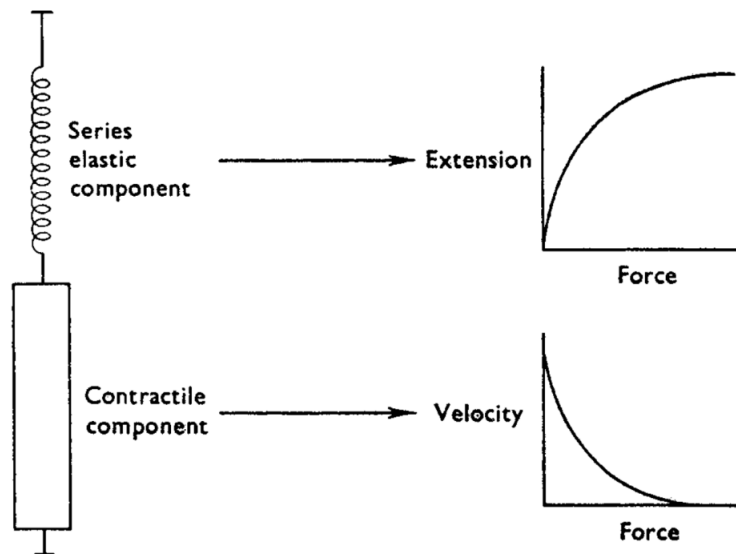 Series
elastic
component
Extension
Force
Contractile
component
Velocity
Force